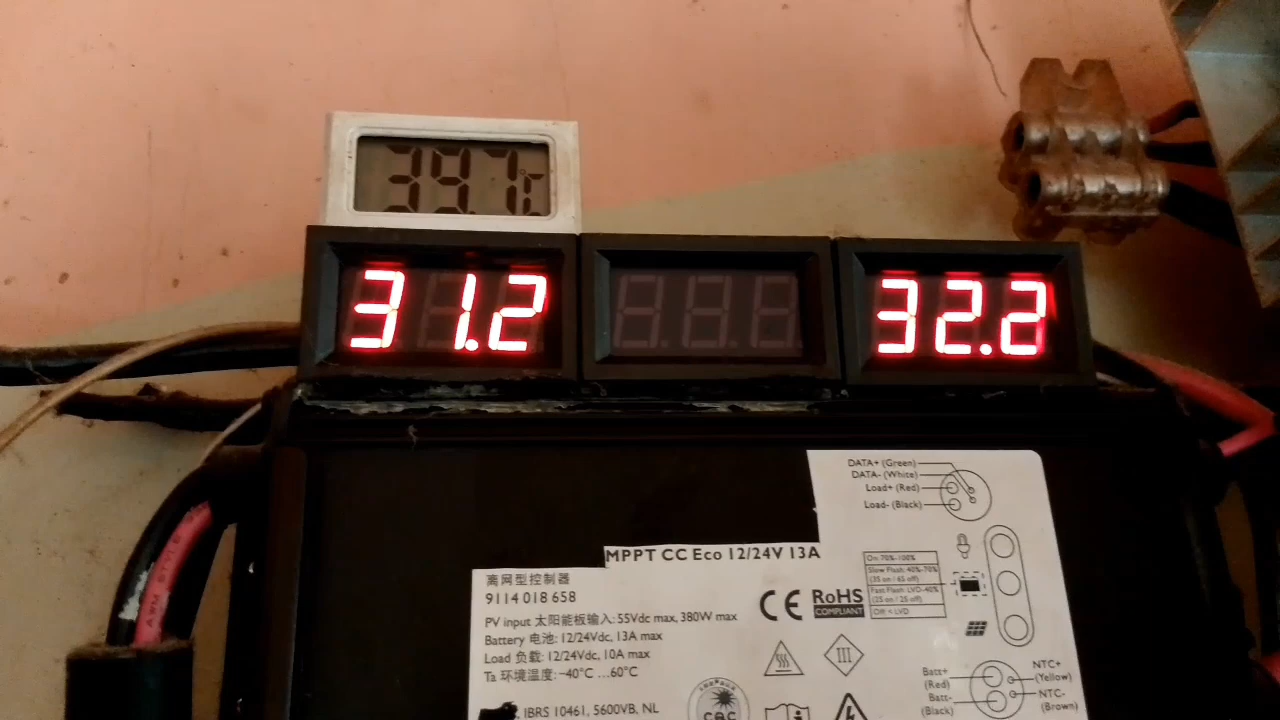 39.7°C
31.2
32.2
DATA+ (Green)
DATA- (White)
Load+ (Red)
Load- (Black)
MPPT CC Eco 12/24V 13A
离网型控制器
9114 018 658
PV input 太阳能板输入: 55Vdc max, 380W max
Battery 电池: 12/24Vdc, 13A max
Load 负载: 12/24Vdc, 10A max
Ta 环境温度: -40°C ...60°C
IBRS 10461, 5600VB, NL
CE
RoHS
COMPLIANT
On 70%-100%
Slow Flash: 40%-70%
Fast Flash: LVD-40%
Off < LVD
III
CQC
Batt+
(Red)
Batt-
(Black)
NTC+
(Yellow)
NTC-
(Brown)